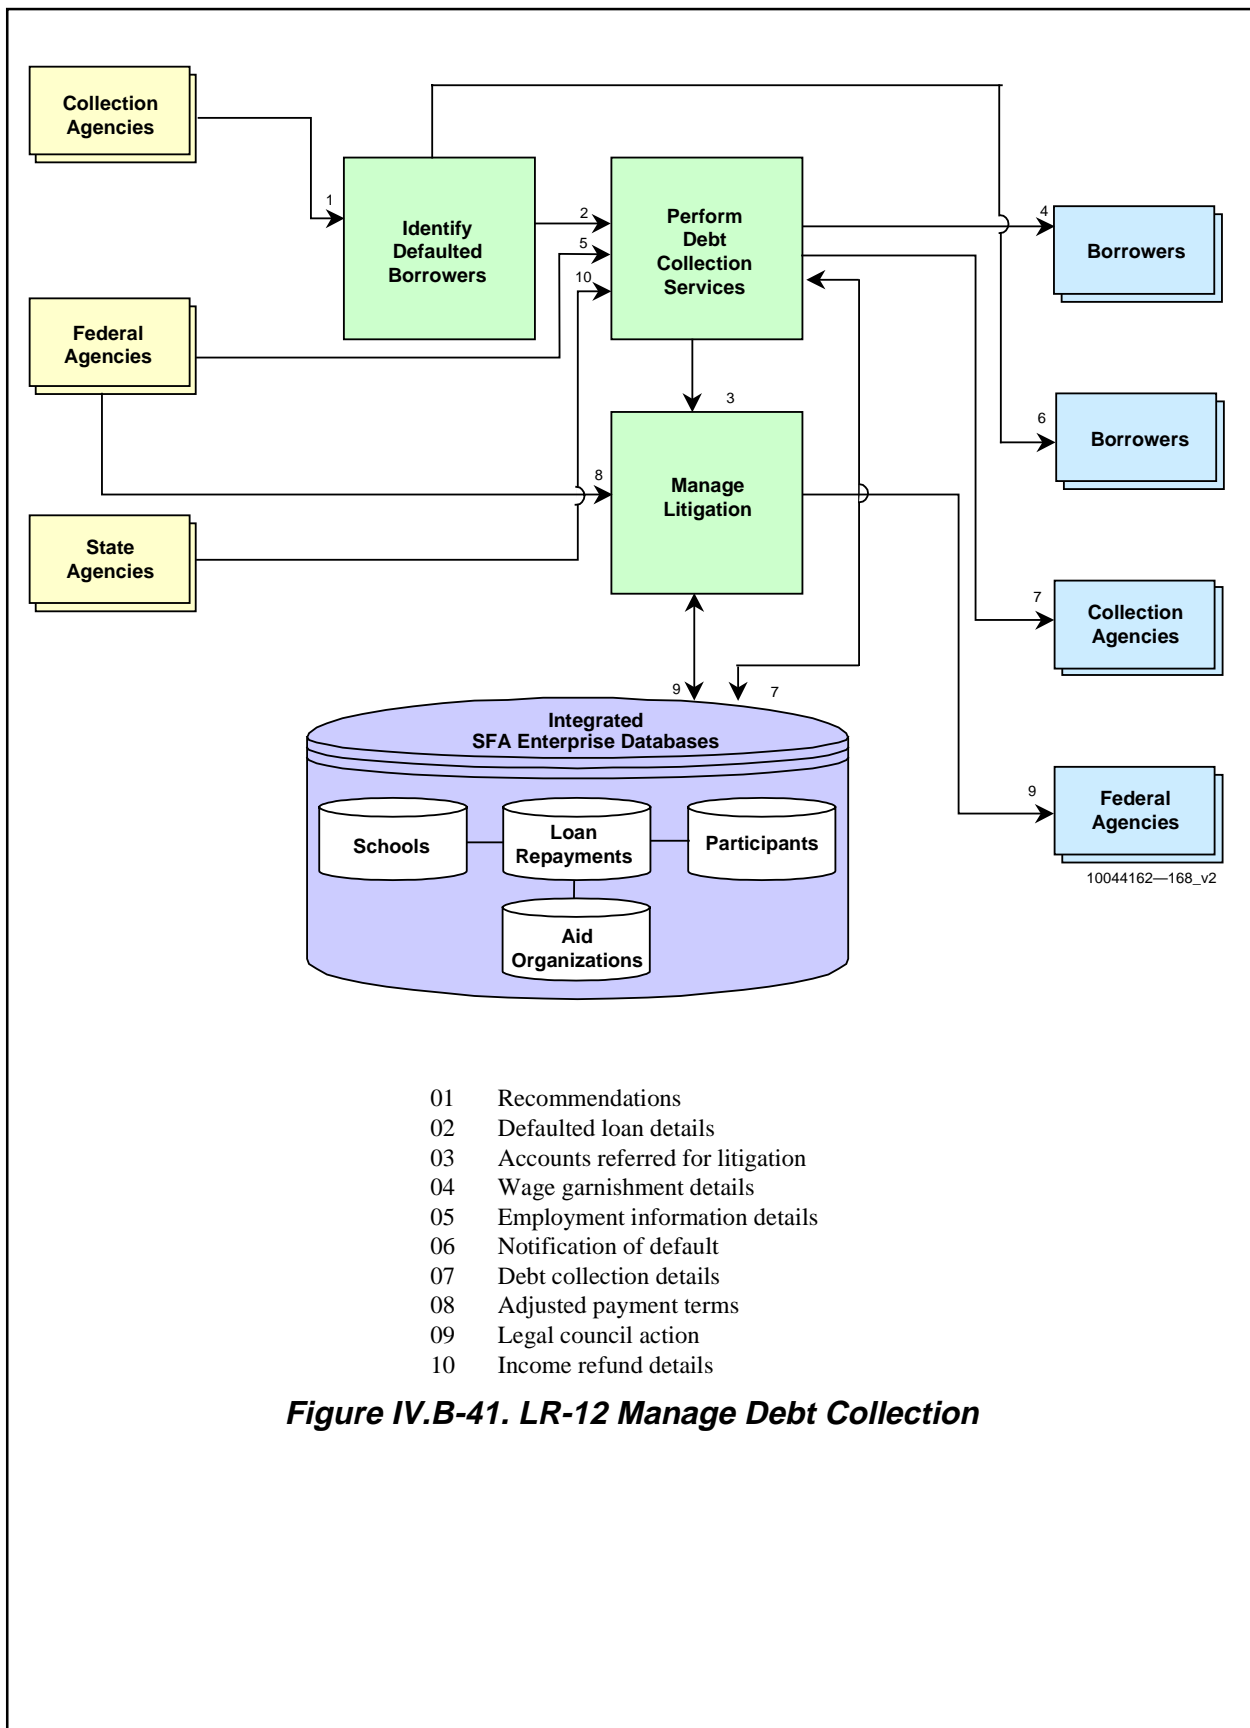 Collection
Agencies
1
Identify
Defaulted
Borrowers
2
5
10
Perform
Debt
Collection
Services
4
Borrowers
Federal
Agencies
3
6
Borrowers
8
Manage
Litigation
State
Agencies
7
Collection
Agencies
9
7
Integrated
SFA Enterprise Databases
Schools
Loan
Repayments
Participants
Aid
Organizations
9
Federal
Agencies
10044162—168_v2
01 Recommendations
02 Defaulted loan details
03 Accounts referred for litigation
04 Wage garnishment details
05 Employment information details
06 Notification of default
07 Debt collection details
08 Adjusted payment terms
09 Legal council action
10 Income refund details
Figure IV.B-41. LR-12 Manage Debt Collection